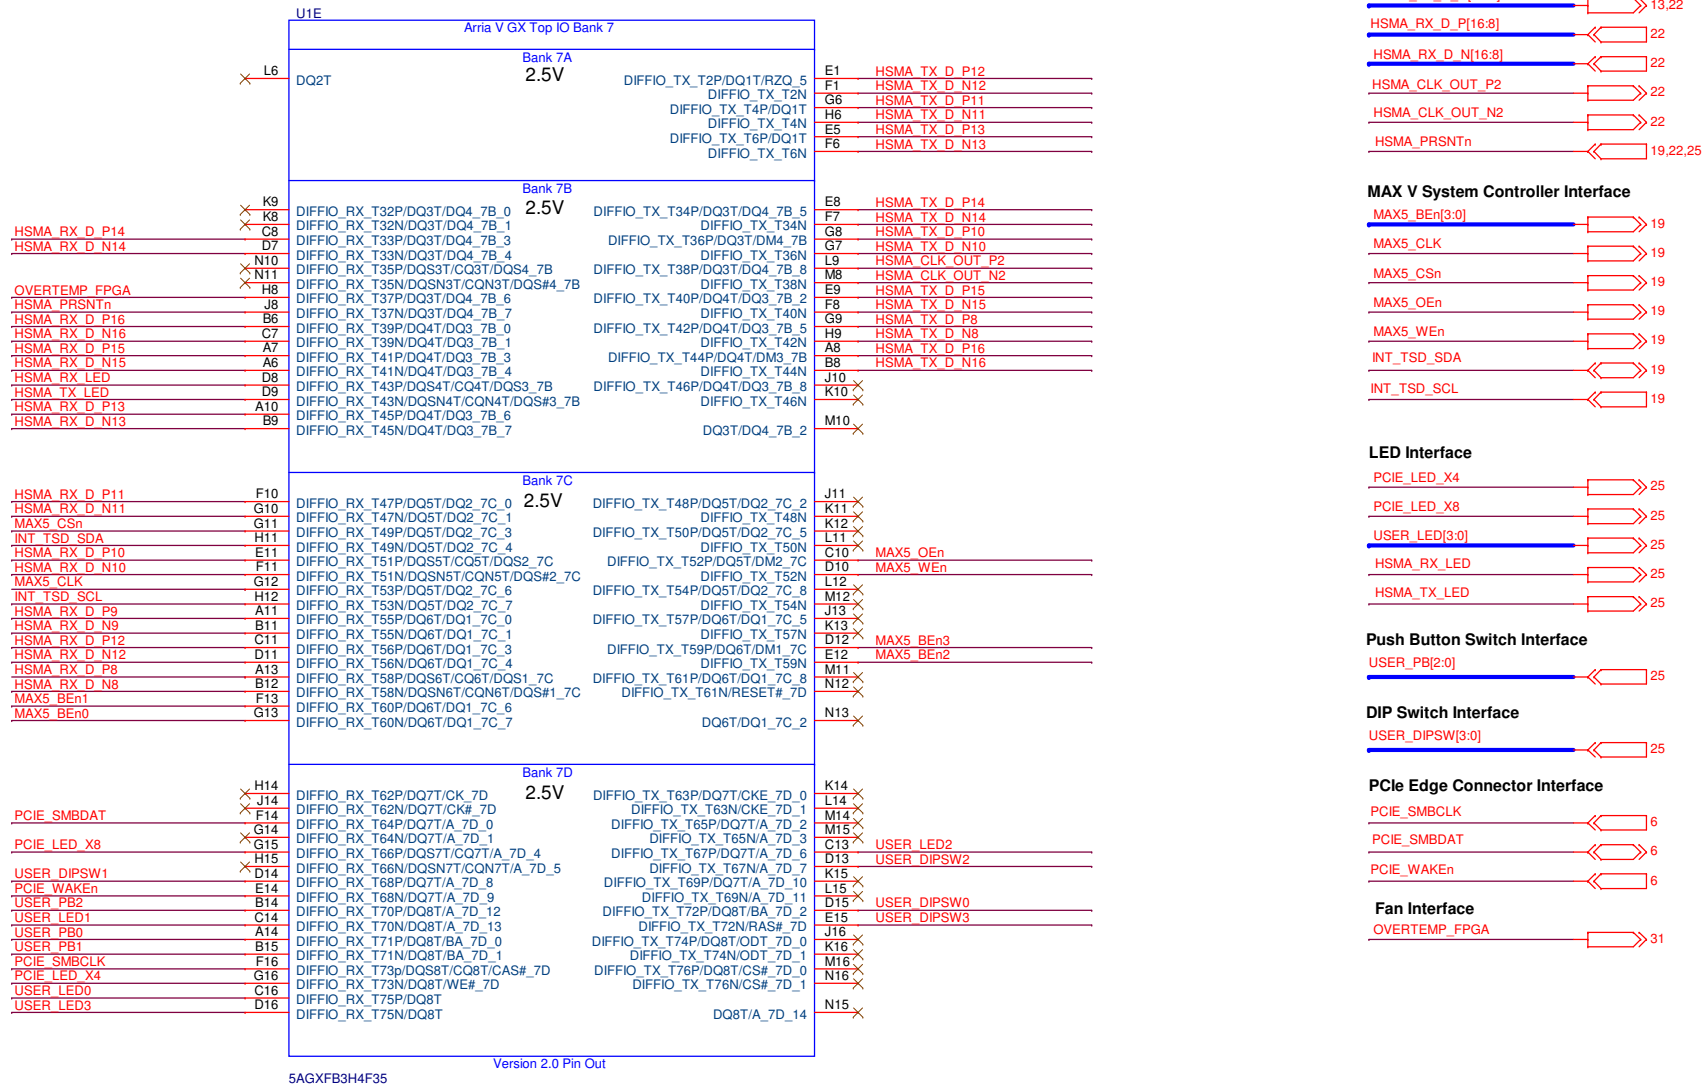 U1E
Arria V GX Top IO Bank 7
Bank 7A
2.5V
L6 DQ2T
DIFFIO_TX_T2P/DQ1T/RZQ_5 E1 HSMA_TX_D_P12
DIFFIO_TX_T2N F1 HSMA_TX_D_N12
DIFFIO_TX_T4P/DQ1T G6 HSMA_TX_D_P11
DIFFIO_TX_T4N H6 HSMA_TX_D_N11
DIFFIO_TX_T6P/DQ1T E5 HSMA_TX_D_P13
DIFFIO_TX_T6N F6 HSMA_TX_D_N13
Bank 7B
2.5V
K9 DIFFIO_RX_T32P/DQ3T/DQ4_7B_0
K8 DIFFIO_RX_T32N/DQ3T/DQ4_7B_1
HSMA_RX_D_P14 C8 DIFFIO_RX_T33P/DQ3T/DQ4_7B_3
HSMA_RX_D_N14 D7 DIFFIO_RX_T33N/DQ3T/DQ4_7B_4
N10 DIFFIO_RX_T35P/DQS3T/CQ3T/DQS4_7B
N11 DIFFIO_RX_T35N/DQSN3T/CQN3T/DQS#4_7B
OVERTEMP_FPGA H8 DIFFIO_RX_T37P/DQ3T/DQ4_7B_6
HSMA_PRSNTn J8 DIFFIO_RX_T37N/DQ3T/DQ4_7B_7
HSMA_RX_D_P16 B6 DIFFIO_RX_T39P/DQ4T/DQ3_7B_0
HSMA_RX_D_N16 C7 DIFFIO_RX_T39N/DQ4T/DQ3_7B_1
HSMA_RX_D_P15 A7 DIFFIO_RX_T41P/DQ4T/DQ3_7B_3
HSMA_RX_D_N15 A6 DIFFIO_RX_T41N/DQ4T/DQ3_7B_4
HSMA_RX_LED D8 DIFFIO_RX_T43P/DQS4T/CQ4T/DQS3_7B
HSMA_TX_LED D9 DIFFIO_RX_T43N/DQSN4T/CQN4T/DQS#3_7B
HSMA_RX_D_P13 A10 DIFFIO_RX_T45P/DQ4T/DQ3_7B_6
HSMA_RX_D_N13 B9 DIFFIO_RX_T45N/DQ4T/DQ3_7B_7
DIFFIO_TX_T34P/DQ3T/DQ4_7B_5 E8 HSMA_TX_D_P14
DIFFIO_TX_T34N F7 HSMA_TX_D_N14
DIFFIO_TX_T36P/DQ3T/DM4_7B G8 HSMA_TX_D_P10
DIFFIO_TX_T36N G7 HSMA_TX_D_N10
DIFFIO_TX_T38P/DQ3T/DQ4_7B_8 L9 HSMA_CLK_OUT_P2
DIFFIO_TX_T38N M8 HSMA_CLK_OUT_N2
DIFFIO_TX_T40P/DQ4T/DQ3_7B_2 E9 HSMA_TX_D_P15
DIFFIO_TX_T40N F8 HSMA_TX_D_N15
DIFFIO_TX_T42P/DQ4T/DQ3_7B_5 G9 HSMA_TX_D_P8
DIFFIO_TX_T42N H9 HSMA_TX_D_N8
DIFFIO_TX_T44P/DQ4T/DM3_7B A8 HSMA_TX_D_P16
DIFFIO_TX_T44N B8 HSMA_TX_D_N16
DIFFIO_TX_T46P/DQ4T/DQ3_7B_8 J10
DIFFIO_TX_T46N K10
DQ3T/DQ4_7B_2 M10
Bank 7C
2.5V
HSMA_RX_D_P11 F10 DIFFIO_RX_T47P/DQ5T/DQ2_7C_0
HSMA_RX_D_N11 G10 DIFFIO_RX_T47N/DQ5T/DQ2_7C_1
MAX5_CSn G11 DIFFIO_RX_T49P/DQ5T/DQ2_7C_3
INT_TSD_SDA H11 DIFFIO_RX_T49N/DQ5T/DQ2_7C_4
HSMA_RX_D_P10 E11 DIFFIO_RX_T51P/DQS5T/CQ5T/DQS2_7C
HSMA_RX_D_N10 F11 DIFFIO_RX_T51N/DQSN5T/CQN5T/DQS#2_7C
MAX5_CLK G12 DIFFIO_RX_T53P/DQ5T/DQ2_7C_6
INT_TSD_SCL H12 DIFFIO_RX_T53N/DQ5T/DQ2_7C_7
HSMA_RX_D_P9 A11 DIFFIO_RX_T55P/DQ6T/DQ1_7C_0
HSMA_RX_D_N9 B11 DIFFIO_RX_T55N/DQ6T/DQ1_7C_1
HSMA_RX_D_P12 C11 DIFFIO_RX_T56P/DQ6T/DQ1_7C_3
HSMA_RX_D_N12 D11 DIFFIO_RX_T56N/DQ6T/DQ1_7C_4
HSMA_RX_D_P8 A13 DIFFIO_RX_T58P/DQS6T/CQ6T/DQS1_7C
HSMA_RX_D_N8 B12 DIFFIO_RX_T58N/DQSN6T/CQN6T/DQS#1_7C
MAX5_BEn1 F13 DIFFIO_RX_T60P/DQ6T/DQ1_7C_6
MAX5_BEn0 G13 DIFFIO_RX_T60N/DQ6T/DQ1_7C_7
DIFFIO_TX_T48P/DQ5T/DQ2_7C_2 J11
DIFFIO_TX_T48N K11
DIFFIO_TX_T50P/DQ5T/DQ2_7C_5 K12
DIFFIO_TX_T50N L11
DIFFIO_TX_T52P/DQ5T/DM2_7C C10 MAX5_OEn
DIFFIO_TX_T52N D10 MAX5_WEn
DIFFIO_TX_T54P/DQ5T/DQ2_7C_8 L12
DIFFIO_TX_T54N M12
DIFFIO_TX_T57P/DQ6T/DQ1_7C_5 J13
DIFFIO_TX_T57N K13
DIFFIO_TX_T59P/DQ6T/DM1_7C D12 MAX5_BEn3
DIFFIO_TX_T59N E12 MAX5_BEn2
DIFFIO_TX_T61P/DQ6T/DQ1_7C_8 M11
DIFFIO_TX_T61N/RESET#_7D N12
DQ6T/DQ1_7C_2 N13
Bank 7D
2.5V
H14 DIFFIO_RX_T62P/DQ7T/CK_7D
J14 DIFFIO_RX_T62N/DQ7T/CK#_7D
PCIE_SMBDAT F14 DIFFIO_RX_T64P/DQ7T/A_7D_0
G14 DIFFIO_RX_T64N/DQ7T/A_7D_1
PCIE_LED_X8 G15 DIFFIO_RX_T66P/DQS7T/CQ7T/A_7D_4
H15 DIFFIO_RX_T66N/DQSN7T/CQN7T/A_7D_5
USER_DIPSW1 D14 DIFFIO_RX_T68P/DQ7T/A_7D_8
PCIE_WAKEn E14 DIFFIO_RX_T68N/DQ7T/A_7D_9
USER_PB2 B14 DIFFIO_RX_T70P/DQ8T/A_7D_12
USER_LED1 C14 DIFFIO_RX_T70N/DQ8T/A_7D_13
USER_PB0 A14 DIFFIO_RX_T71P/DQ8T/BA_7D_0
USER_PB1 B15 DIFFIO_RX_T71N/DQ8T/BA_7D_1
PCIE_SMBCLK F16 DIFFIO_RX_T73p/DQS8T/CQ8T/CAS#_7D
PCIE_LED_X4 G16 DIFFIO_RX_T73N/DQ8T/WE#_7D
USER_LED0 C16 DIFFIO_RX_T75P/DQ8T
USER_LED3 D16 DIFFIO_RX_T75N/DQ8T
DIFFIO_TX_T63P/DQ7T/CKE_7D_0 K14
DIFFIO_TX_T63N/CKE_7D_1 L14
DIFFIO_TX_T65P/DQ7T/A_7D_2 M14
DIFFIO_TX_T65N/A_7D_3 M15
DIFFIO_TX_T67P/DQ7T/A_7D_6 C13 USER_LED2
DIFFIO_TX_T67N/A_7D_7 D13 USER_DIPSW2
DIFFIO_TX_T69P/DQ7T/A_7D_10 K15
DIFFIO_TX_T69N/A_7D_11 L15
DIFFIO_TX_T72P/DQ8T/BA_7D_2 D15 USER_DIPSW0
DIFFIO_TX_T72N/RAS#_7D E15 USER_DIPSW3
DIFFIO_TX_T74P/DQ8T/ODT_7D_0 J16
DIFFIO_TX_T74N/ODT_7D_1 K16
DIFFIO_TX_T76P/DQ8T/CS#_7D_0 M16
DIFFIO_TX_T76N/CS#_7D_1 N16
DQ8T/A_7D_14 N15
Version 2.0 Pin Out
5AGXFB3H4F35
13,22
HSMA_RX_D_P[16:8] 22
HSMA_RX_D_N[16:8] 22
HSMA_CLK_OUT_P2 22
HSMA_CLK_OUT_N2 22
HSMA_PRSNTn 19,22,25
MAX V System Controller Interface
MAX5_BEn[3:0] 19
MAX5_CLK 19
MAX5_CSn 19
MAX5_OEn 19
MAX5_WEn 19
INT_TSD_SDA 19
INT_TSD_SCL 19
LED Interface
PCIE_LED_X4 25
PCIE_LED_X8 25
USER_LED[3:0] 25
HSMA_RX_LED 25
HSMA_TX_LED 25
Push Button Switch Interface
USER_PB[2:0] 25
DIP Switch Interface
USER_DIPSW[3:0] 25
PCIe Edge Connector Interface
PCIE_SMBCLK 6
PCIE_SMBDAT 6
PCIE_WAKEn 6
Fan Interface
OVERTEMP_FPGA 31